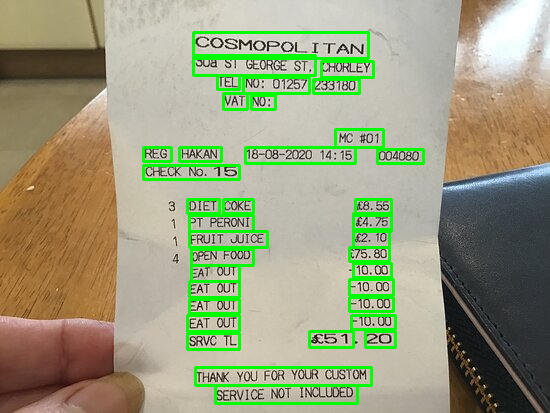 COSMOPOLITAN
30a ST GEORGE ST, CHORLEY
TEL NO: 01257 233180
VAT NO:
MC #01
REG HAKAN 18-08-2020 14:15 004080
CHECK No. 15
3 DIET COKE £8.55
1 PT PERONI £4.75
1 FRUIT JUICE £2.10
4 OPEN FOOD £75.80
EAT OUT -10.00
EAT OUT -10.00
EAT OUT -10.00
EAT OUT -10.00
SRVC TL £51.20
THANK YOU FOR YOUR CUSTOM
SERVICE NOT INCLUDED